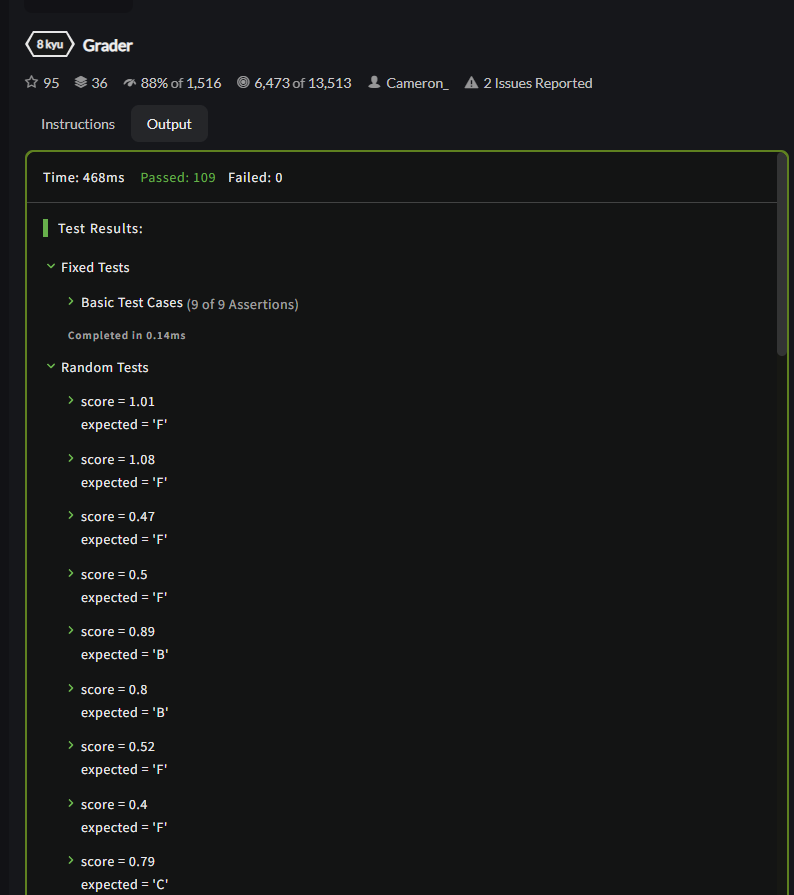 8 kyu Grader
95 36 88% of 1,516 6,473 of 13,513 Cameron_ 2 Issues Reported
Instructions Output
Time: 468ms Passed: 109 Failed: 0
Test Results:
Fixed Tests
Basic Test Cases (9 of 9 Assertions)
Completed in 0.14ms
Random Tests
score = 1.01
expected = 'F'
score = 1.08
expected = 'F'
score = 0.47
expected = 'F'
score = 0.5
expected = 'F'
score = 0.89
expected = 'B'
score = 0.8
expected = 'B'
score = 0.52
expected = 'F'
score = 0.4
expected = 'F'
score = 0.79
expected = 'C'